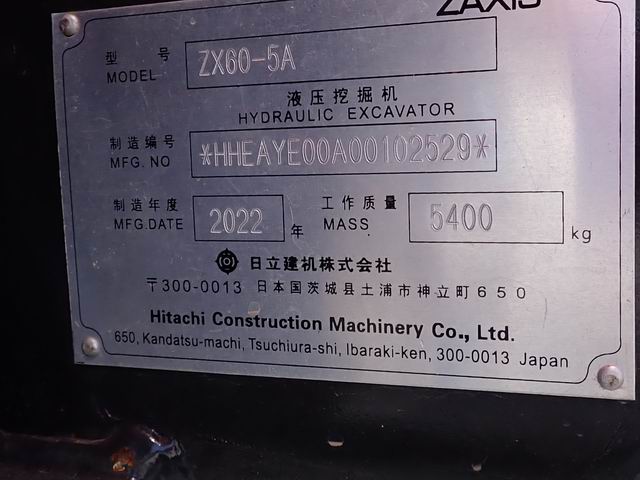 ZAXIS
型 号 MODEL ZX60-5A
液压挖掘机
HYDRAULIC EXCAVATOR
制造编号 MFG. NO *HHEAYE00A00102529*
制造年度 MFG.DATE 2022 年 工作质量 MASS 5400 kg
日立建机株式会社
〒300-0013 日本国茨城县土浦市神立町650
Hitachi Construction Machinery Co., Ltd.
650, Kandatsu-machi, Tsuchiura-shi, Ibaraki-ken, 300-0013 Japan